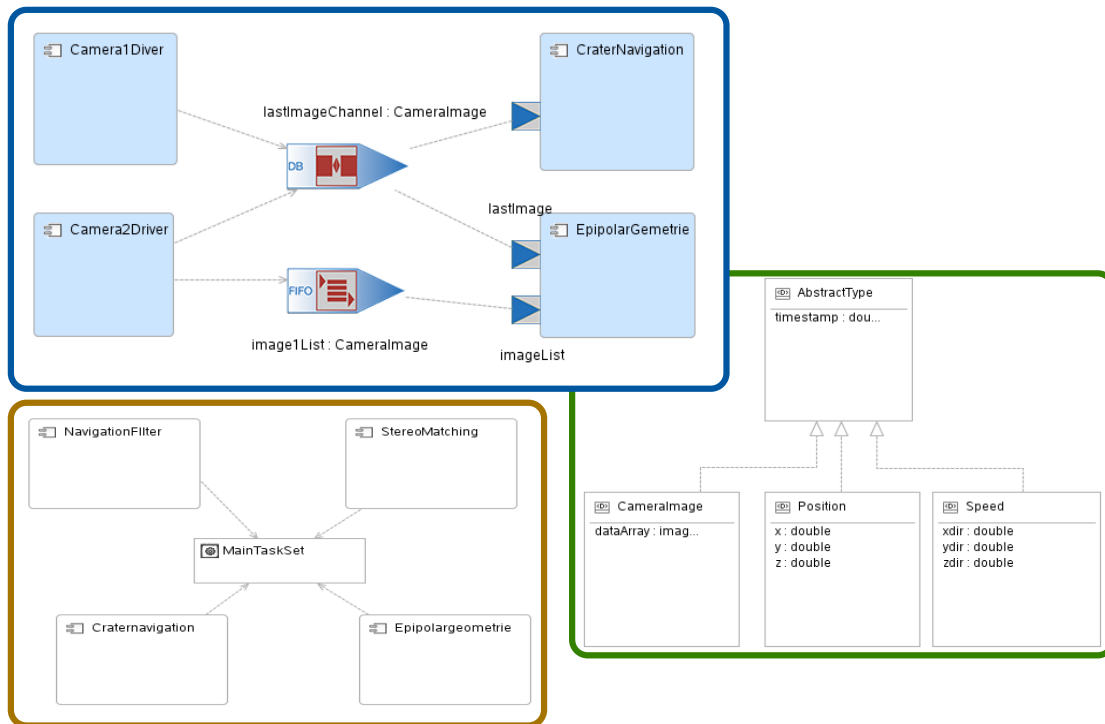 Camera1Diver
CraterNavigation
lastImageChannel : CameraImage
DB
Camera2Driver
lastImage
EpipolarGemetrie
FIFO
image1List : CameraImage
imageList
AbstractType
timestamp : dou...
CameraImage
dataArray : imag...
Position
x : double
y : double
z : double
Speed
xdir : double
ydir : double
zdir : double
NavigationFIlter
StereoMatching
MainTaskSet
Craternavigation
Epipolargeometrie